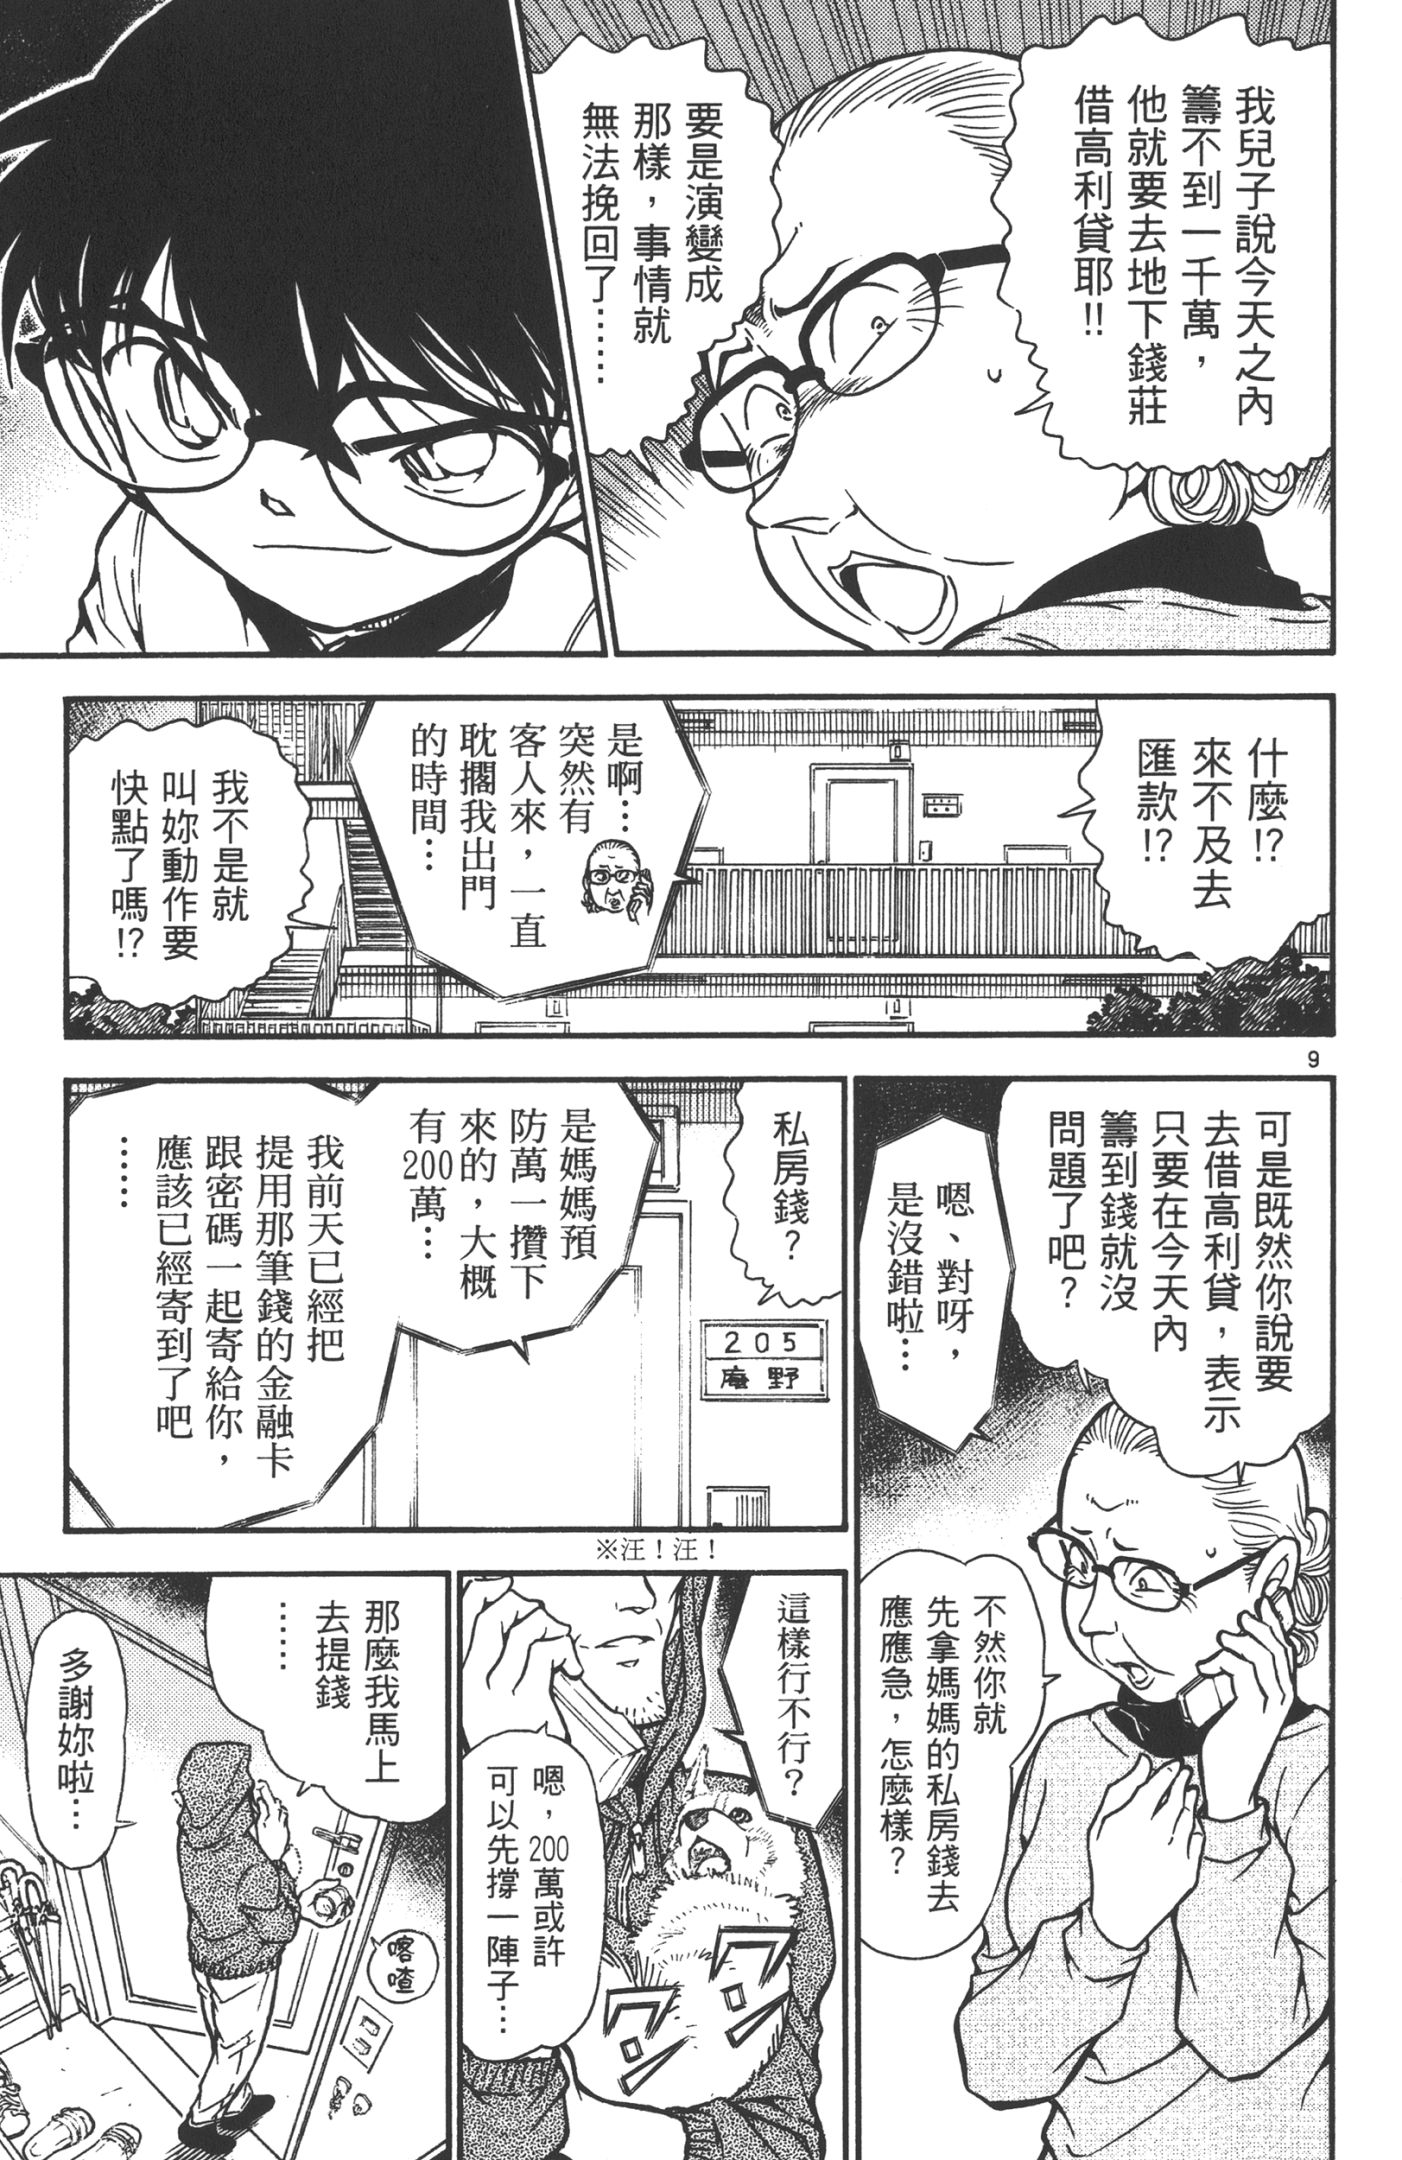 我兒子說今天之內
籌不到一千萬，
他就要去地下錢莊
借高利貸耶!!
要是演變成
那樣，事情就
無法挽回了……
什麼!?
來不及去
匯款!?
是啊…
突然有
客人來，一直
耽擱我出門
的時間…
我不是就
叫妳動作要
快點了嗎!?
9
可是既然你說要
去借高利貸，表示
只要在今天內
籌到錢就沒
問題了吧？
嗯、對呀，
是沒錯啦…
不然你就
先拿媽媽的私房錢去
應應急，怎麼樣？
私房錢？
是媽媽預
防萬一攢下
來的，大概
有200萬…
我前天已經把
提用那筆錢的金融卡
跟密碼一起寄給你，
應該已經寄到了吧
……
205
庵野
※汪！汪！
這樣行不行？
嗯，200萬或許
可以先撐一陣子…
ワン
ワン
那麼我馬上
去提錢
……
喀喳
多謝妳啦…